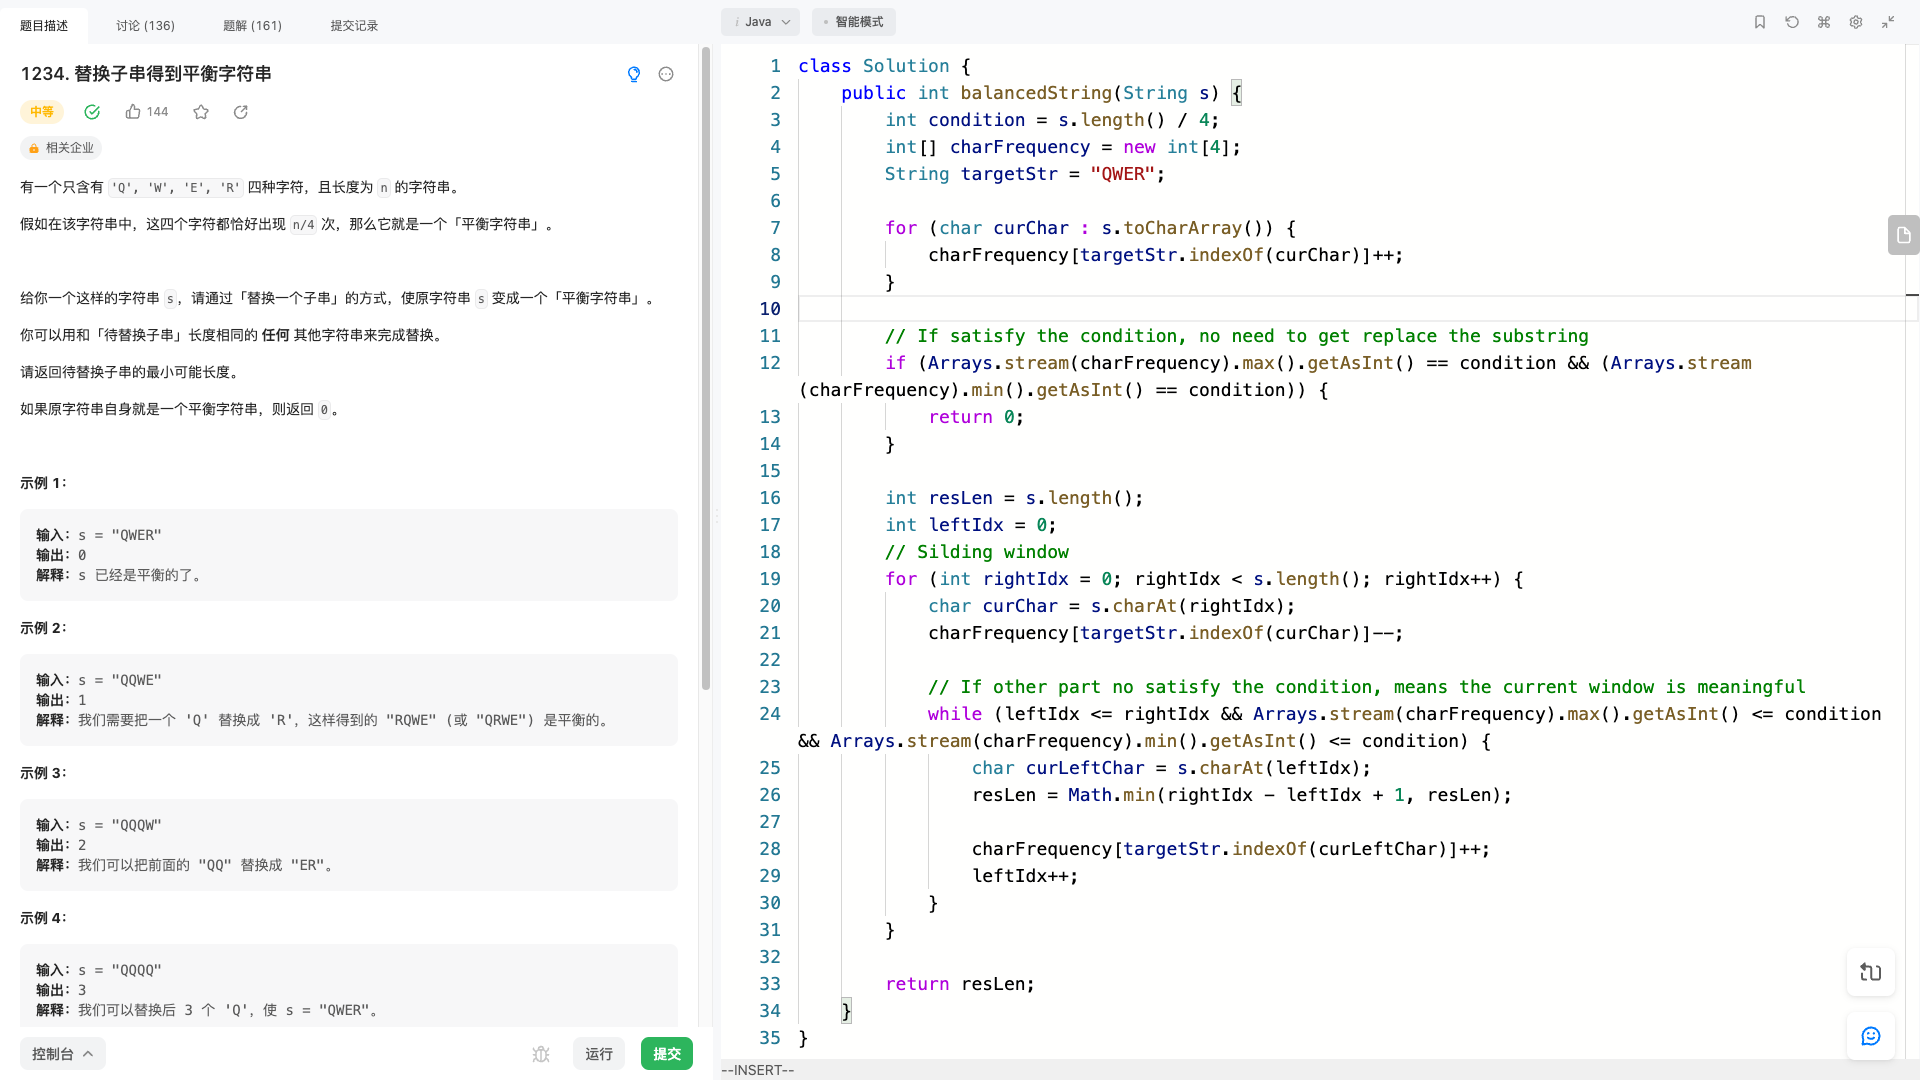 题目描述
讨论 (136)
题解 (161)
提交记录
1234. 替换子串得到平衡字符串
中等
144
相关企业
有一个只含有 'Q', 'W', 'E', 'R' 四种字符，且长度为 n 的字符串。
假如在该字符串中，这四个字符都恰好出现 n/4 次，那么它就是一个「平衡字符串」。
给你一个这样的字符串 s，请通过「替换一个子串」的方式，使原字符串 s 变成一个「平衡字符串」。
你可以用和「待替换子串」长度相同的 任何 其他字符串来完成替换。
请返回待替换子串的最小可能长度。
如果原字符串自身就是一个平衡字符串，则返回 0。
示例 1：
输入：s = "QWER"
输出：0
解释：s 已经是平衡的了。
示例 2：
输入：s = "QQWE"
输出：1
解释：我们需要把一个 'Q' 替换成 'R'，这样得到的 "RQWE" (或 "QRWE") 是平衡的。
示例 3：
输入：s = "QQQW"
输出：2
解释：我们可以把前面的 "QQ" 替换成 "ER"。
示例 4：
输入：s = "QQQQ"
输出：3
解释：我们可以替换后 3 个 'Q'，使 s = "QWER"。
控制台
运行
提交
i Java
智能模式
1 class Solution {
2     public int balancedString(String s) {
3         int condition = s.length() / 4;
4         int[] charFrequency = new int[4];
5         String targetStr = "QWER";
6
7         for (char curChar : s.toCharArray()) {
8             charFrequency[targetStr.indexOf(curChar)]++;
9         }
10
11         // If satisfy the condition, no need to get replace the substring
12         if (Arrays.stream(charFrequency).max().getAsInt() == condition && (Arrays.stream
(charFrequency).min().getAsInt() == condition)) {
13             return 0;
14         }
15
16         int resLen = s.length();
17         int leftIdx = 0;
18         // Silding window
19         for (int rightIdx = 0; rightIdx < s.length(); rightIdx++) {
20             char curChar = s.charAt(rightIdx);
21             charFrequency[targetStr.indexOf(curChar)]--;
22
23             // If other part no satisfy the condition, means the current window is meaningful
24             while (leftIdx <= rightIdx && Arrays.stream(charFrequency).max().getAsInt() <= condition
&& Arrays.stream(charFrequency).min().getAsInt() <= condition) {
25                 char curLeftChar = s.charAt(leftIdx);
26                 resLen = Math.min(rightIdx - leftIdx + 1, resLen);
27
28                 charFrequency[targetStr.indexOf(curLeftChar)]++;
29                 leftIdx++;
30             }
31         }
32
33         return resLen;
34     }
35 }
--INSERT--